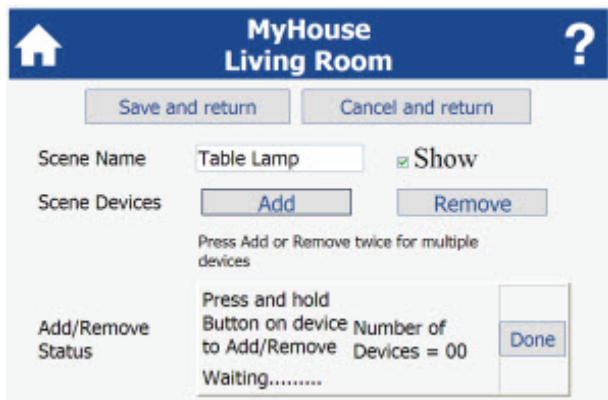 MyHouse
Living Room
?
Save and return Cancel and return
Scene Name Table Lamp Show
Scene Devices Add Remove
Press Add or Remove twice for multiple
devices
Add/Remove
Status
Press and hold
Button on device
to Add/Remove
Waiting.........
Number of
Devices = 00
Done